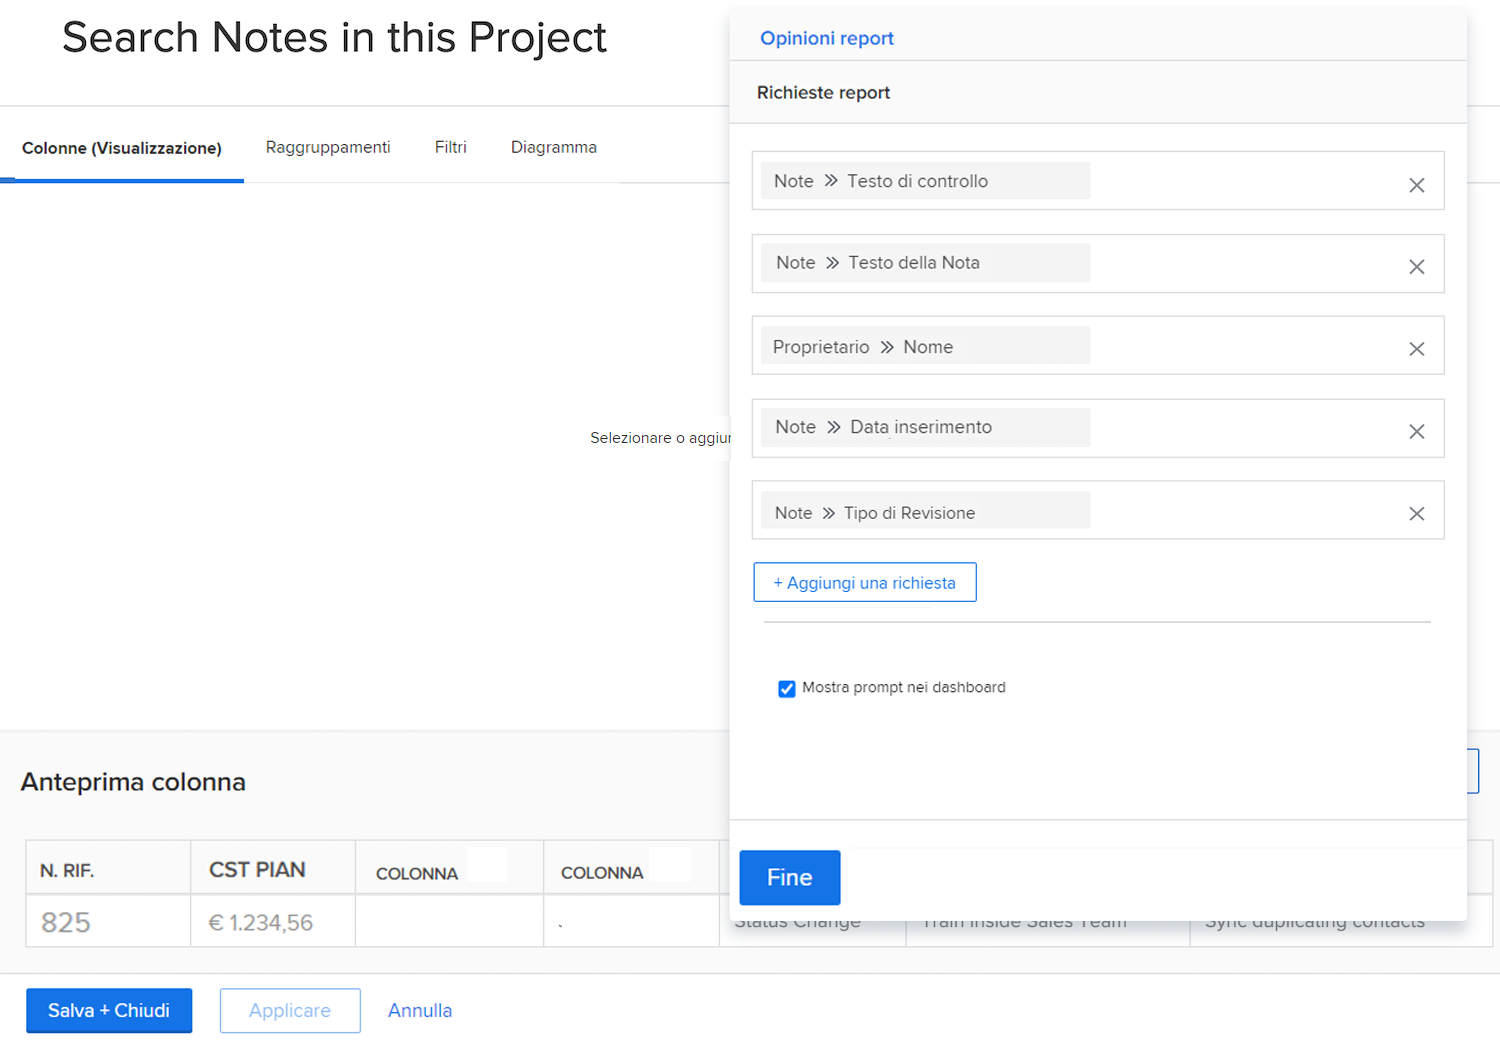 Search Notes in this Project
Opinioni report
Richieste report
Colonne (Visualizzazione)
Raggruppamenti
Filtri
Diagramma
Note » Testo di controllo
Note » Testo della Nota
Proprietario » Nome
Selezionare o aggiur
Note » Data inserimento
Note » Tipo di Revisione
+ Aggiungi una richiesta
Mostra prompt nei dashboard
Anteprima colonna
N. RIF.
CST PIAN
COLONNA
COLONNA
Fine
825
€ 1.234,56
Status Change
Train Inside Sales Team
Sync duplicating contacts
Salva + Chiudi
Applicare
Annulla